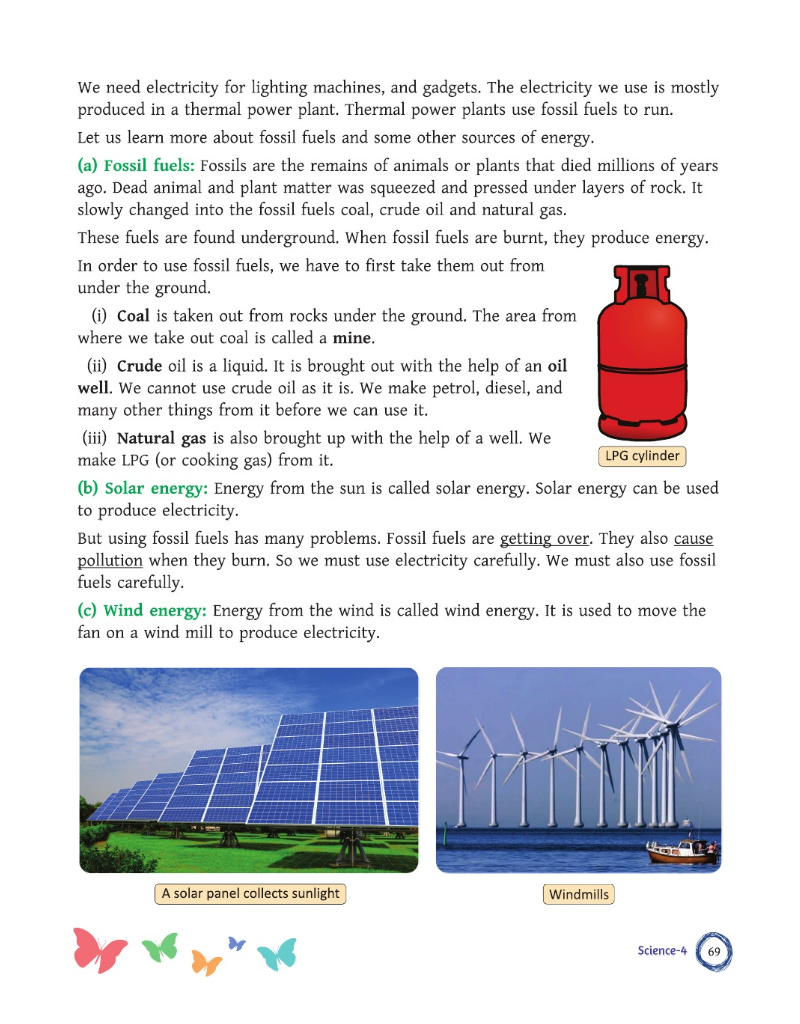 We need electricity for lighting machines, and gadgets. The electricity we use is mostly
produced in a thermal power plant. Thermal power plants use fossil fuels to run.
Let us learn more about fossil fuels and some other sources of energy.
(a) Fossil fuels: Fossils are the remains of animals or plants that died millions of years
ago. Dead animal and plant matter was squeezed and pressed under layers of rock. It
slowly changed into the fossil fuels coal, crude oil and natural gas.
These fuels are found underground. When fossil fuels are burnt, they produce energy.
In order to use fossil fuels, we have to first take them out from
under the ground.
(i) Coal is taken out from rocks under the ground. The area from
where we take out coal is called a mine.
(ii) Crude oil is a liquid. It is brought out with the help of an oil
well. We cannot use crude oil as it is. We make petrol, diesel, and
many other things from it before we can use it.
(iii) Natural gas is also brought up with the help of a well. We
make LPG (or cooking gas) from it.
LPG cylinder
(b) Solar energy: Energy from the sun is called solar energy. Solar energy can be used
to produce electricity.
But using fossil fuels has many problems. Fossil fuels are getting over. They also cause
pollution when they burn. So we must use electricity carefully. We must also use fossil
fuels carefully.
(c) Wind energy: Energy from the wind is called wind energy. It is used to move the
fan on a wind mill to produce electricity.
A solar panel collects sunlight
Windmills
Science-4
69